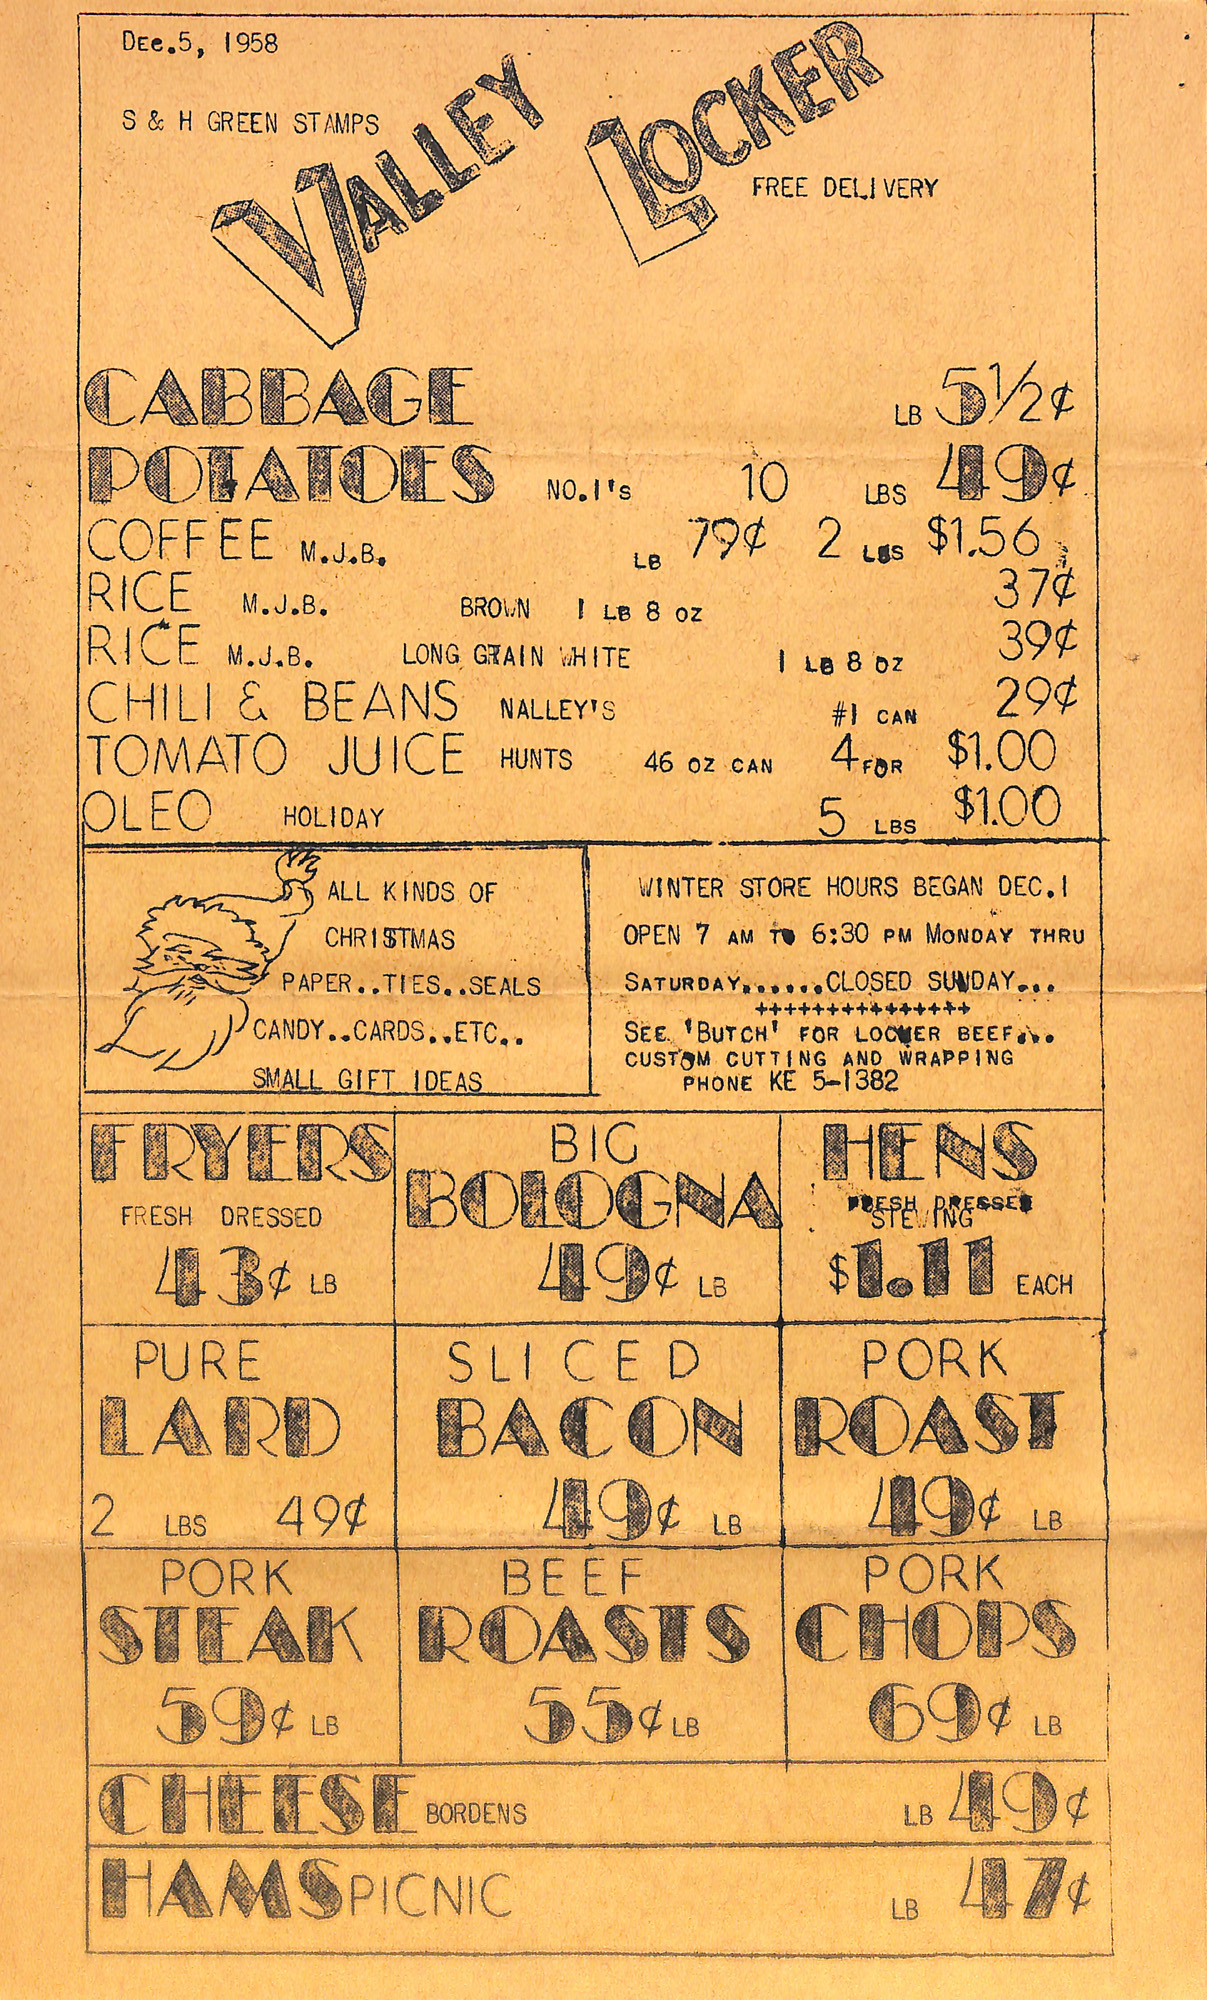 DEC.5, 1958
S & H GREEN STAMPS
VALLEY LOCKER
FREE DELIVERY
CABBAGE LB 5½¢
POTATOES NO.1'S 10 LBS 49¢
COFFEE M.J.B. LB 79¢ 2 LBS $1.56
RICE M.J.B. BROWN 1 LB 8 OZ 37¢
RICE M.J.B. LONG GRAIN WHITE 1 LB 8 OZ 39¢
CHILI & BEANS NALLEY'S #1 CAN 29¢
TOMATO JUICE HUNTS 46 OZ CAN 4 FOR $1.00
OLEO HOLIDAY 5 LBS $1.00
ALL KINDS OF
CHRISTMAS
PAPER..TIES..SEALS
CANDY..CARDS..ETC..
SMALL GIFT IDEAS
WINTER STORE HOURS BEGAN DEC.1
OPEN 7 AM TO 6:30 PM MONDAY THRU
SATURDAY......CLOSED SUNDAY...
+++++++++++++++
SEE 'BUTCH' FOR LOCKER BEEF...
CUSTOM CUTTING AND WRAPPING
PHONE KE 5-1382
FRYERS
FRESH DRESSED
43¢ LB
BIG
BOLOGNA
49¢ LB
HENS
FRESH DRESSED
STEWING
$1.11 EACH
PURE
LARD
2 LBS 49¢
SLICED
BACON
49¢ LB
PORK
ROAST
49¢ LB
PORK
STEAK
59¢ LB
BEEF
ROASTS
55¢ LB
PORK
CHOPS
69¢ LB
CHEESE BORDENS LB 49¢
HAMS PICNIC LB 47¢